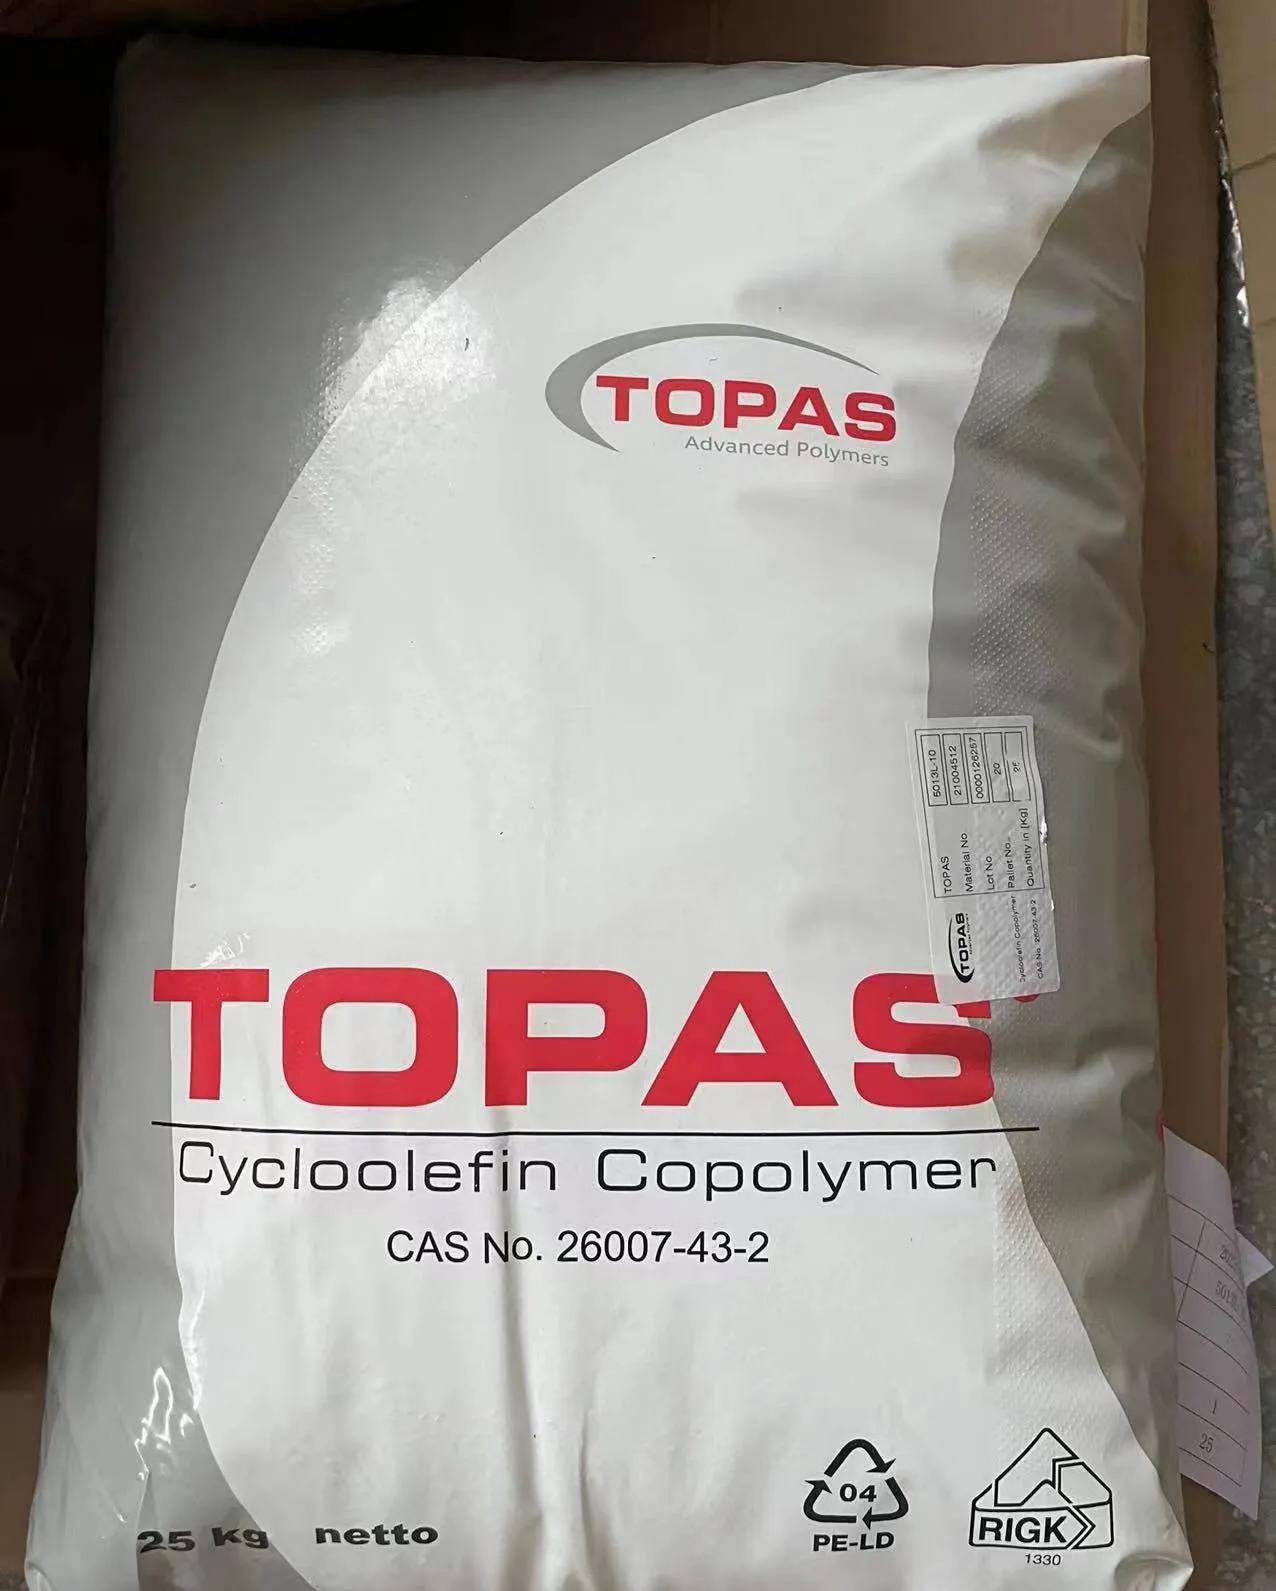 TOPAS
Advanced Polymers
TOPAS 5013L-10
Material No 21004512
Lot No 0000126257
Pallet No. 20
Quantity in [Kg]
TOPAS
Cycloolefin Copolymer
CAS No. 26007-43-2
TOPAS
Cycloolefin Copolymer
CAS No. 26007-43-2
25 kg netto
04
PE-LD
RIGK
1330
1
25